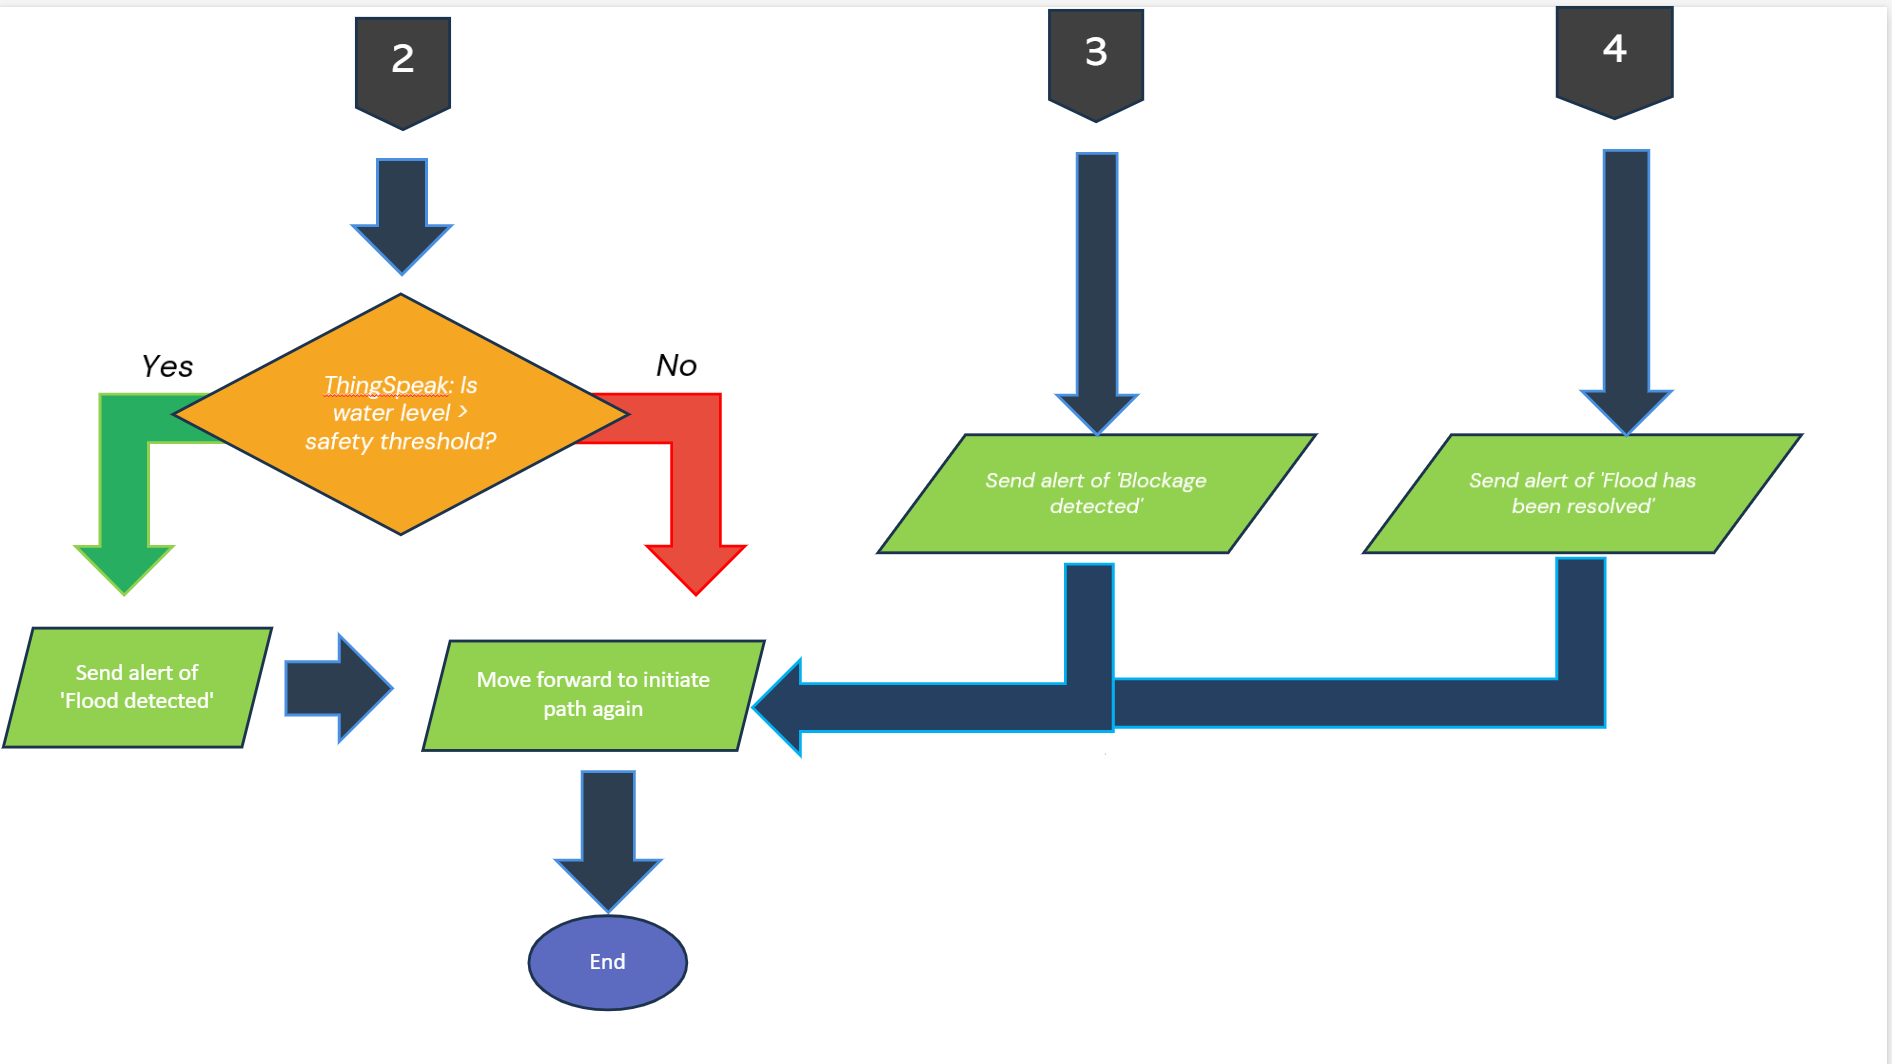 2
3
4
Yes
No
ThingSpeak: Is
water level >
safety threshold?
Send alert of 'Blockage
detected'
Send alert of 'Flood has
been resolved'
Send alert of
'Flood detected'
Move forward to initiate
path again
End